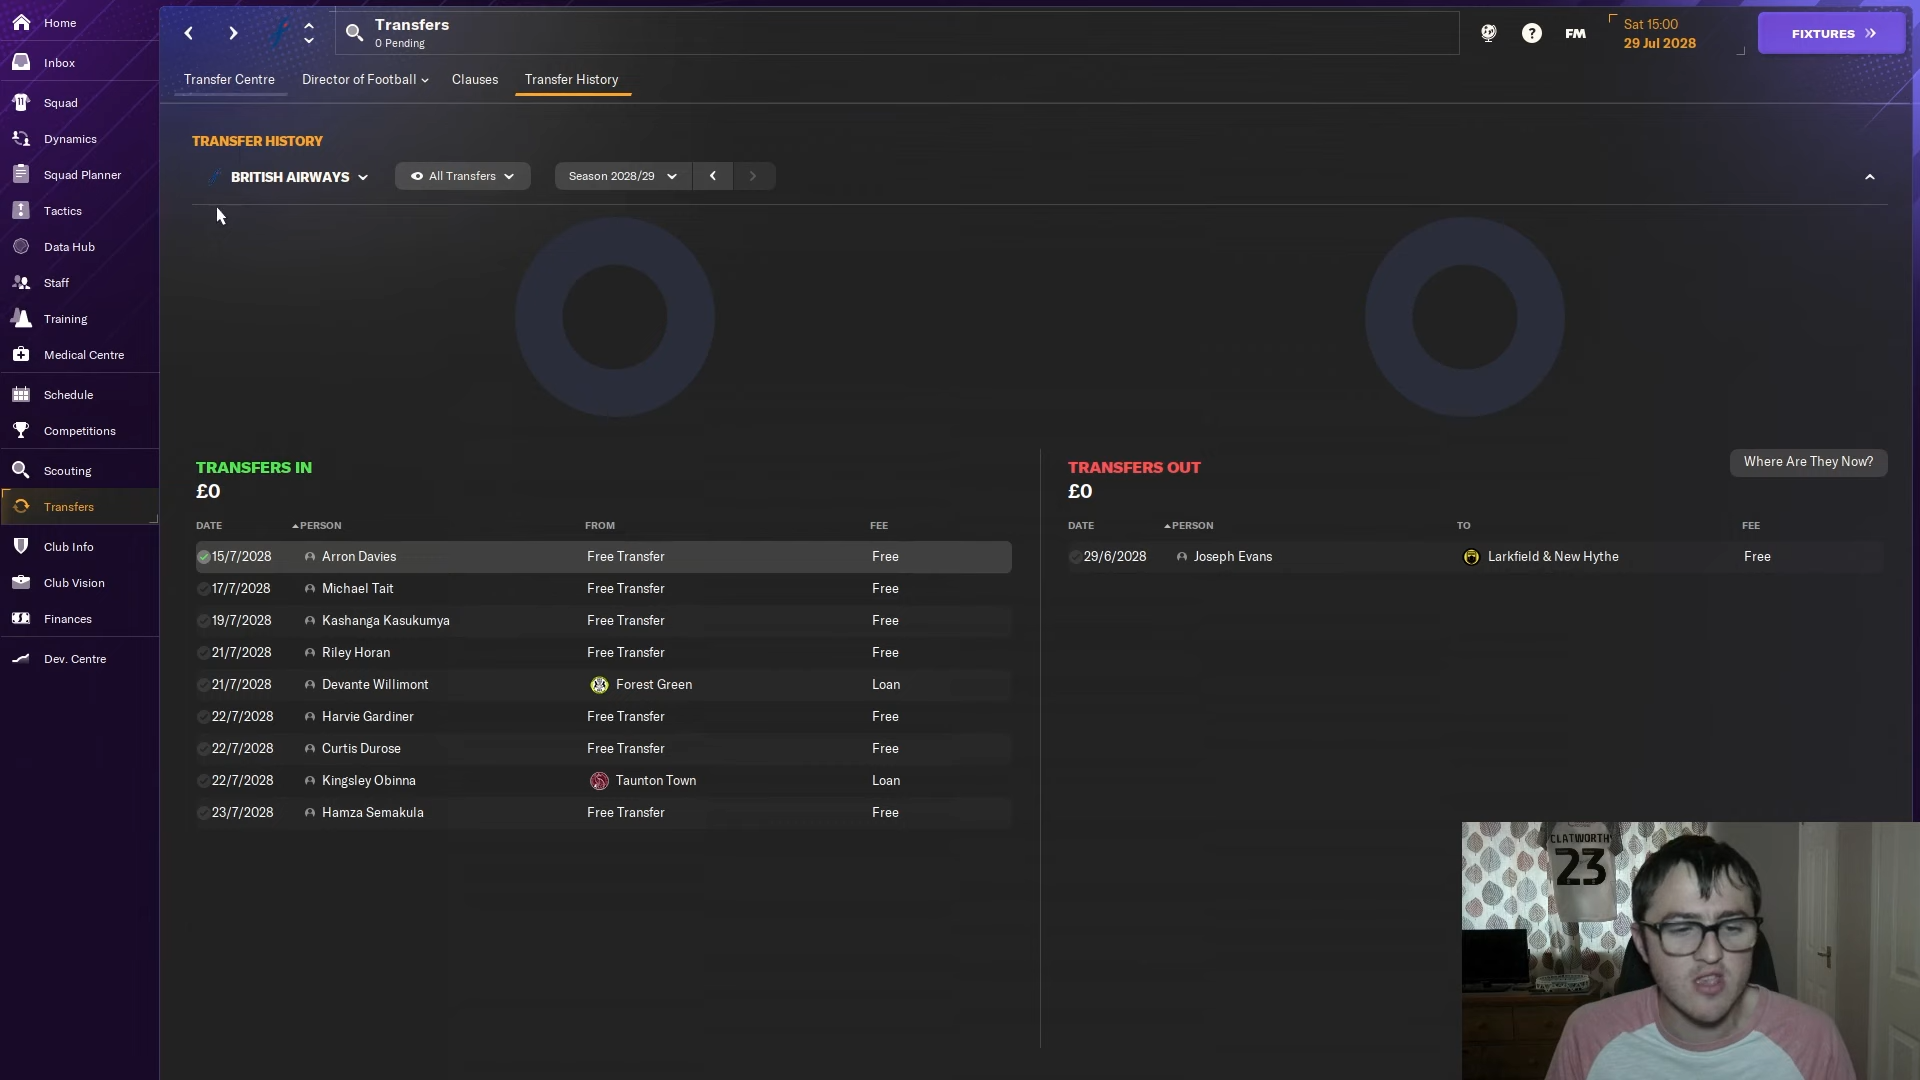 Home
Inbox
Squad
Dynamics
Squad Planner
Tactics
Data Hub
Staff
Training
Medical Centre
Schedule
Competitions
Scouting
Transfers
Club Info
Club Vision
Finances
Dev. Centre
Transfers
0 Pending
FM
Sat 15:00
29 Jul 2028
FIXTURES
Transfer Centre Director of Football Clauses Transfer History
TRANSFER HISTORY
BRITISH AIRWAYS All Transfers Season 2028/29
TRANSFERS IN
£0
DATE PERSON FROM FEE
15/7/2028 Arron Davies Free Transfer Free
17/7/2028 Michael Tait Free Transfer Free
19/7/2028 Kashanga Kasukumya Free Transfer Free
21/7/2028 Riley Horan Free Transfer Free
21/7/2028 Devante Willimont Forest Green Loan
22/7/2028 Harvie Gardiner Free Transfer Free
22/7/2028 Curtis Durose Free Transfer Free
22/7/2028 Kingsley Obinna Taunton Town Loan
23/7/2028 Hamza Semakula Free Transfer Free
TRANSFERS OUT
£0
Where Are They Now?
DATE PERSON TO FEE
29/6/2028 Joseph Evans Larkfield & New Hythe Free
CLATWORTHY
23